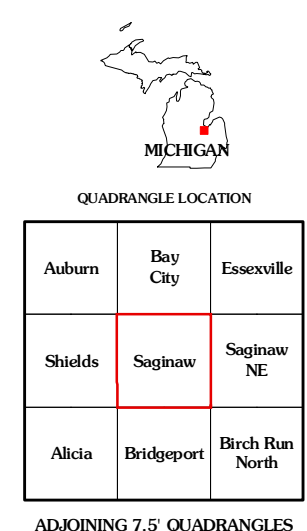 MICHIGAN
QUADRANGLE LOCATION
Auburn
Bay
City
Essexville
Shields
Saginaw
Saginaw
NE
Alicia
Bridgeport
Birch Run
North
ADJOINING 7.5' QUADRANGLES